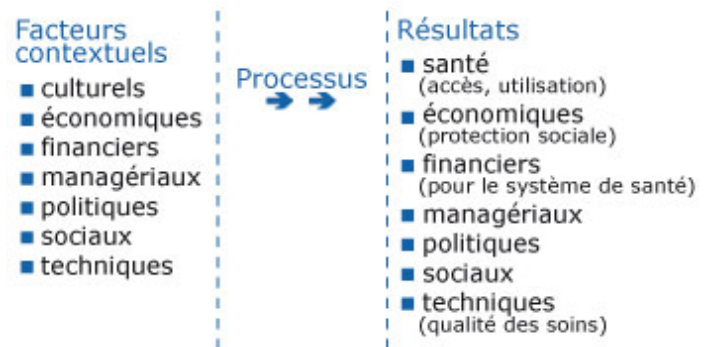 Facteurs
contextuels
culturels
économiques
financiers
managériaux
politiques
sociaux
techniques
Processus
Résultats
santé
(accès, utilisation)
économiques
(protection sociale)
financiers
(pour le système de santé)
managériaux
politiques
sociaux
techniques
(qualité des soins)